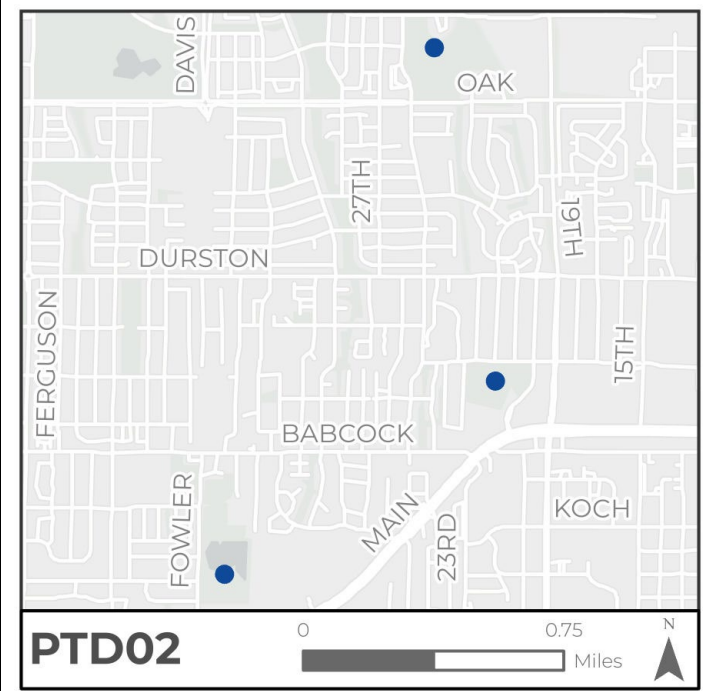 DAVIS
OAK
27TH
19TH
DURSTON
FERGUSON
15TH
BABCOCK
FOWLER
MAIN
23RD
KOCH
PTD02
0 0.75
Miles
N